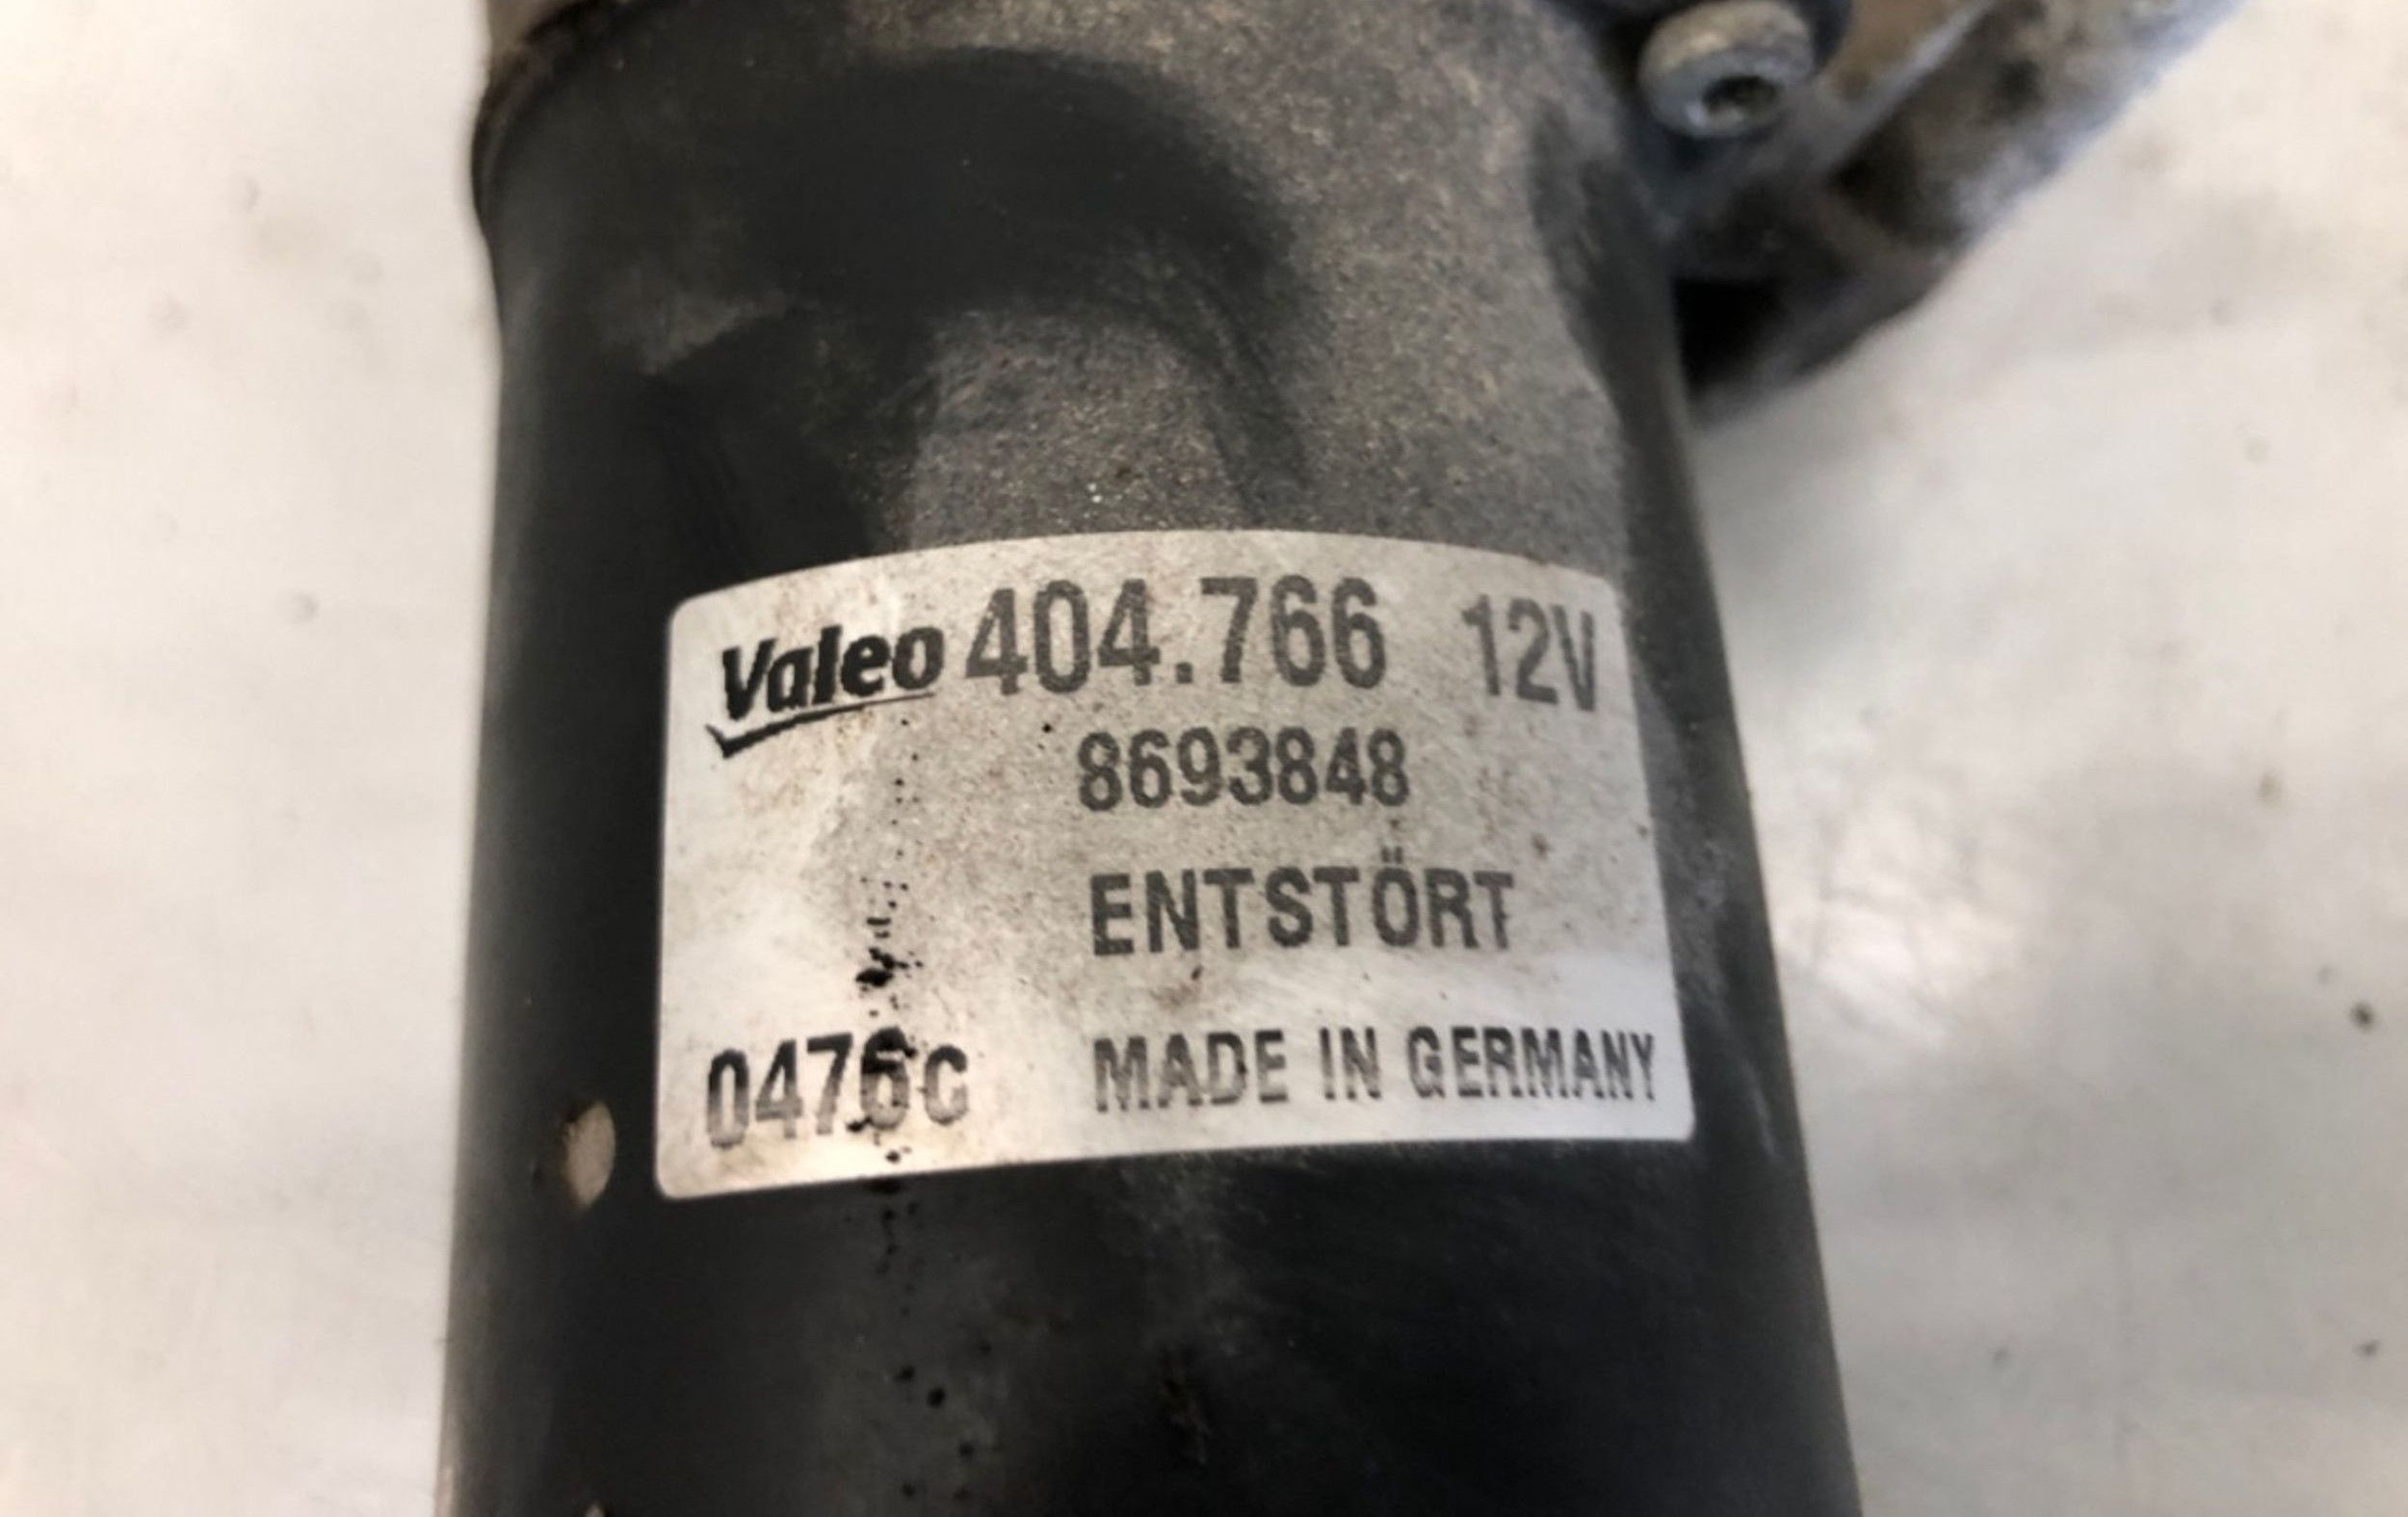 Valeo 404.766 12V
8693848
ENTSTÖRT
0476C MADE IN GERMANY